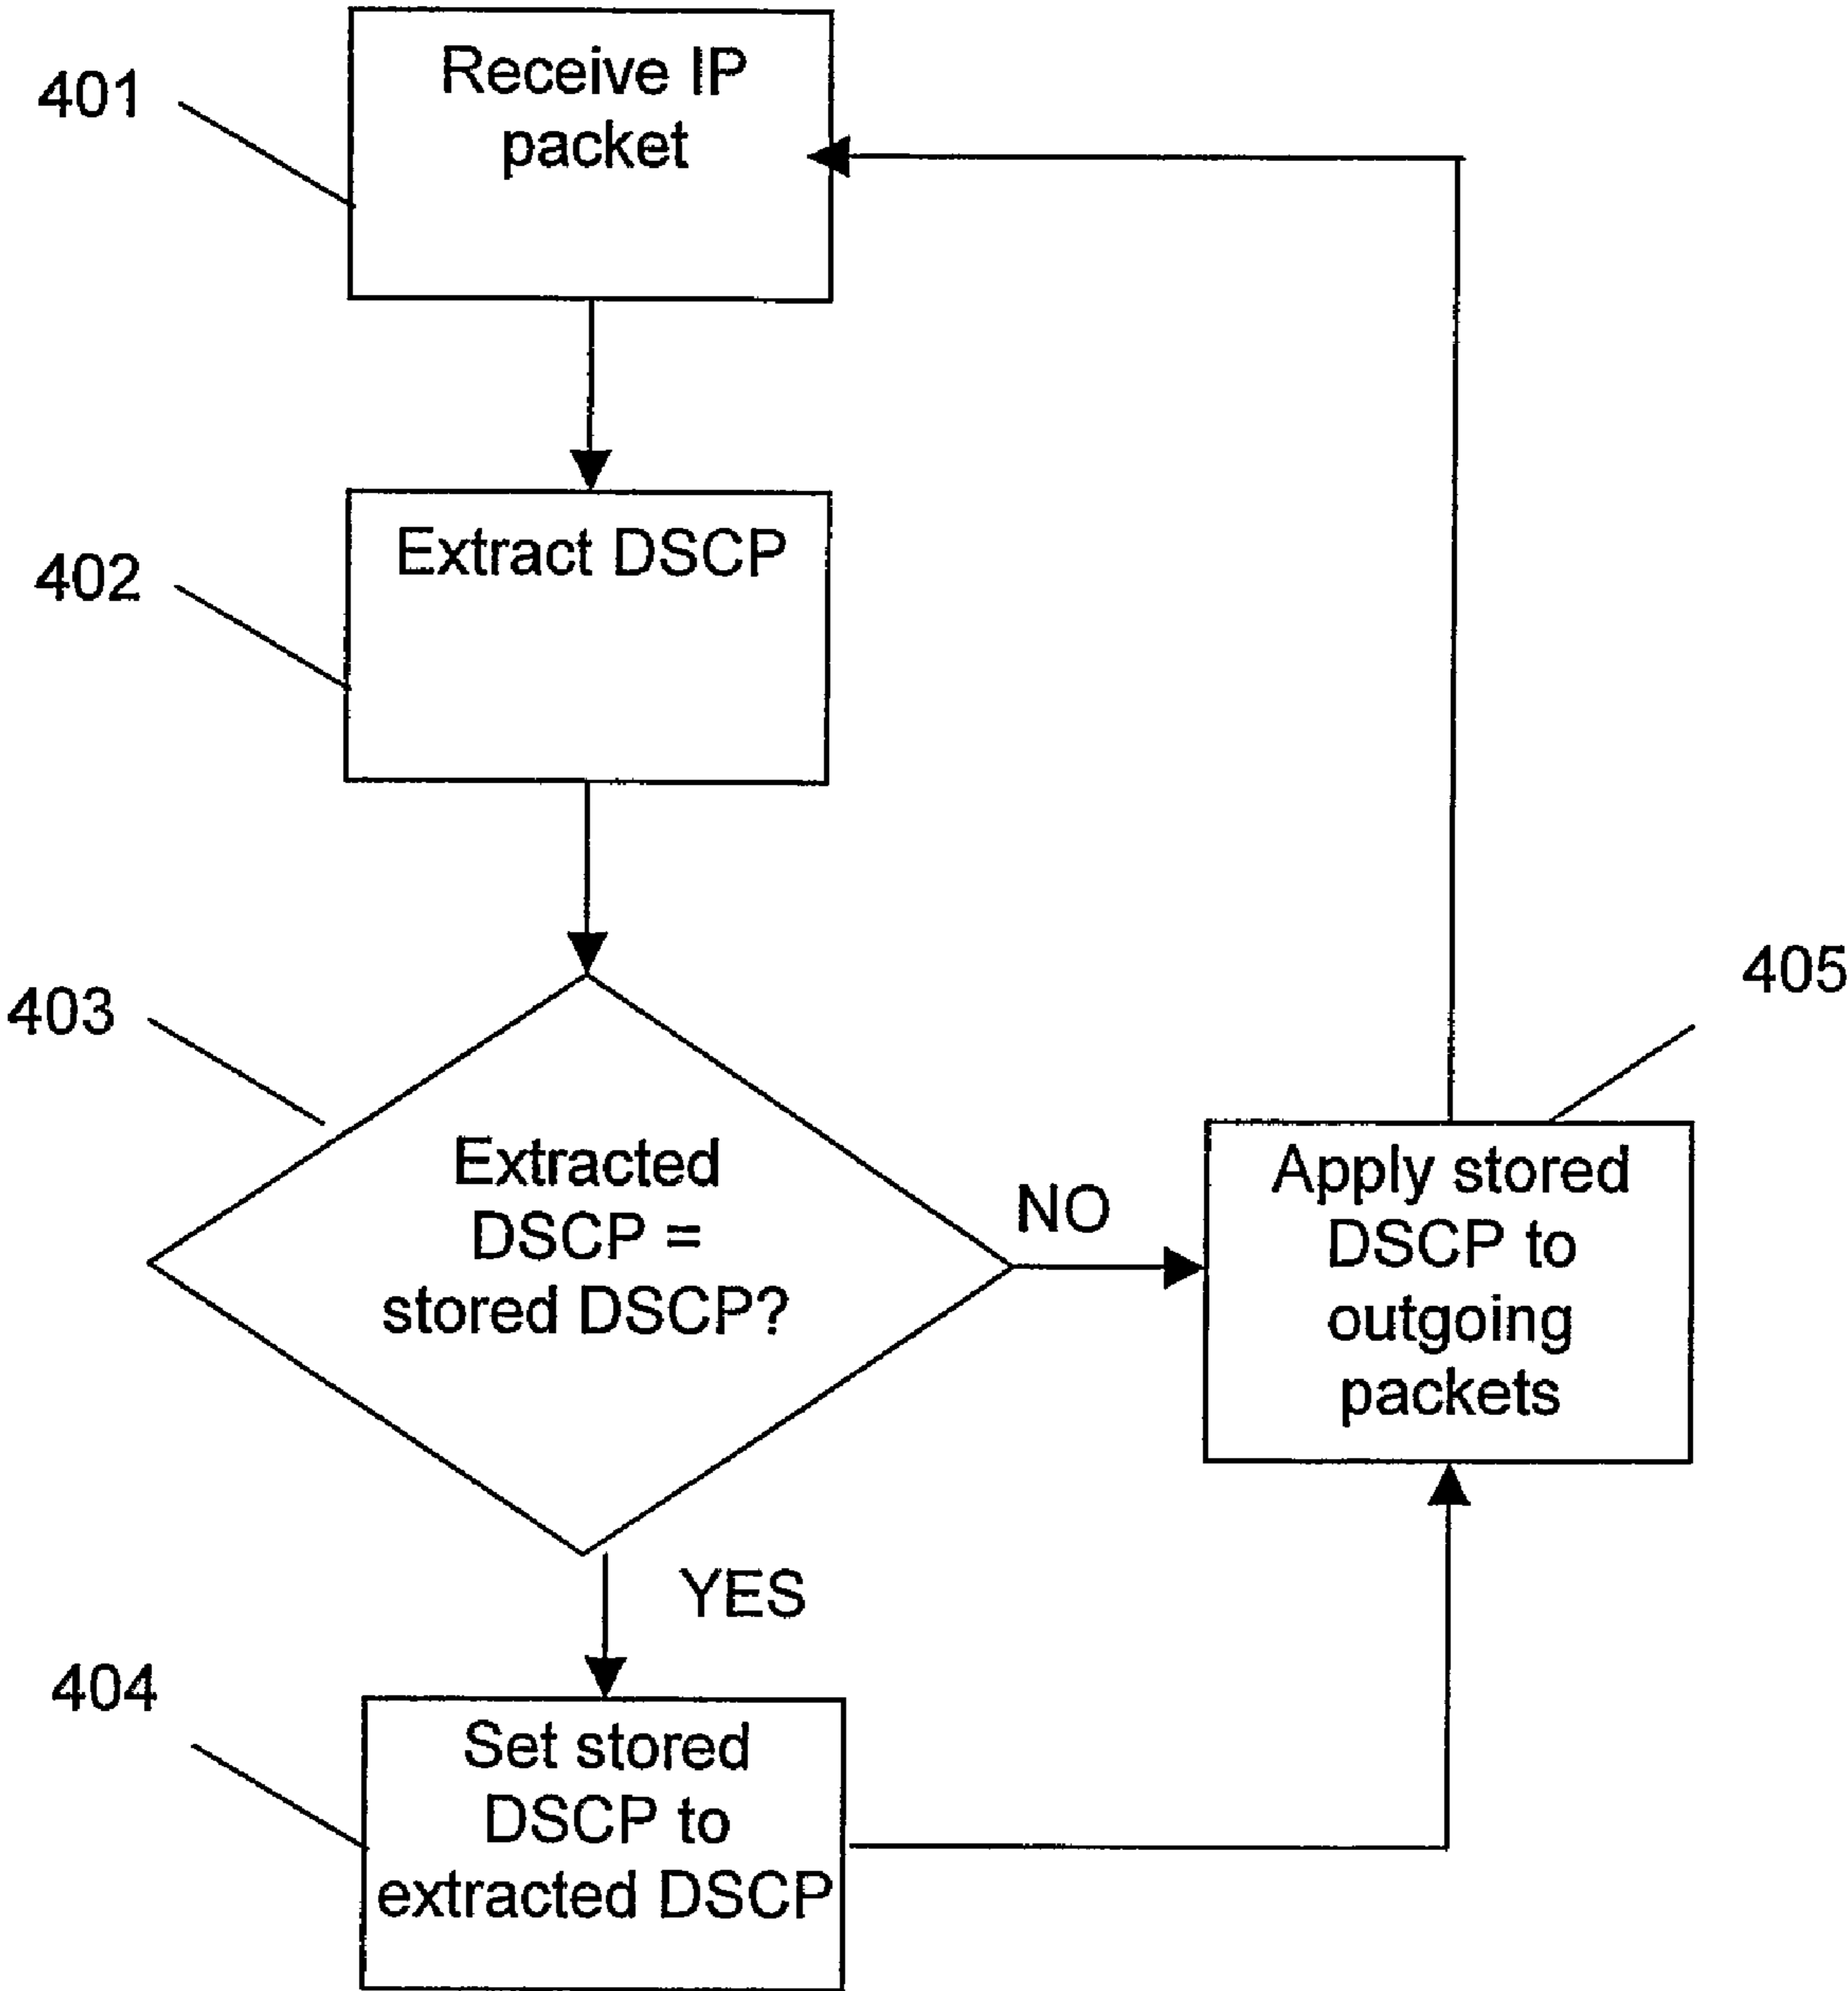 401
Receive IP
packet
402
Extract DSCP
403
Extracted
DSCP =
stored DSCP?
NO
405
Apply stored
DSCP to
outgoing
packets
YES
404
Set stored
DSCP to
extracted DSCP